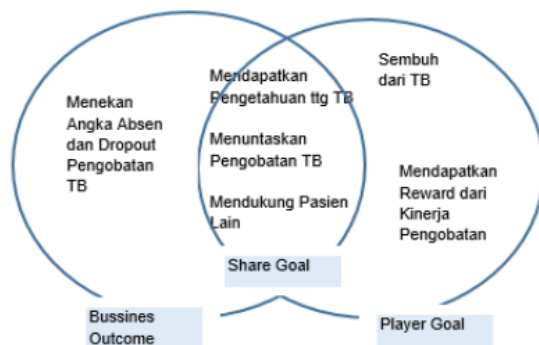 Menekan
Angka Absen
dan Dropout
Pengobatan
TB
Mendapatkan
Pengetahuan ttg TB
Menuntaskan
Pengobatan TB
Mendukung Pasien
Lain
Sembuh
dari TB
Mendapatkan
Reward dari
Kinerja
Pengobatan
Share Goal
Bussines
Outcome
Player Goal